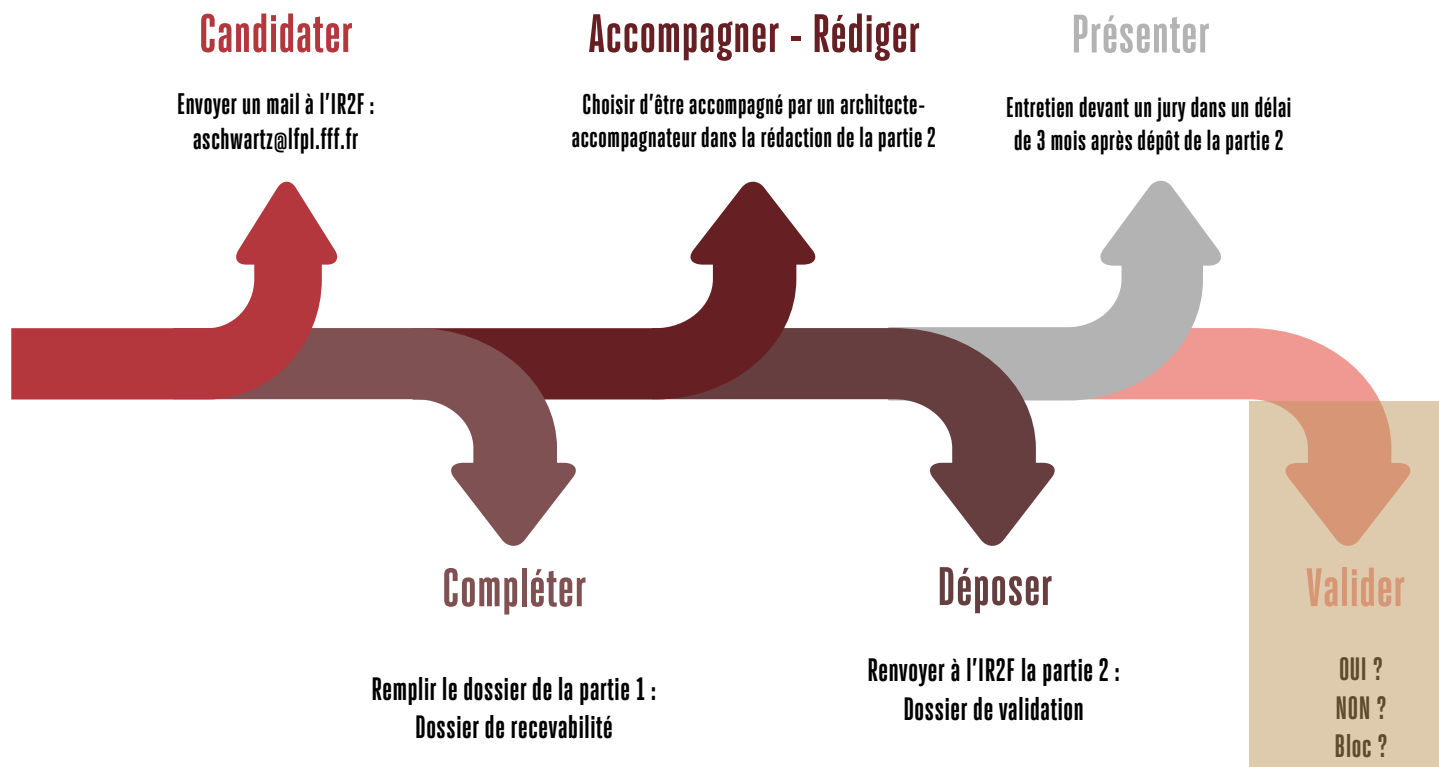 Candidater
Envoyer un mail à l'IR2F :
aschwartz@lfpl.fff.fr
Accompagner - Rédiger
Choisir d'être accompagné par un architecte-
accompagnateur dans la rédaction de la partie 2
Présenter
Entretien devant un jury dans un délai
de 3 mois après dépôt de la partie 2
Compléter
Remplir le dossier de la partie 1 :
Dossier de recevabilité
Déposer
Renvoyer à l'IR2F la partie 2 :
Dossier de validation
Valider
OUI ?
NON ?
Bloc ?